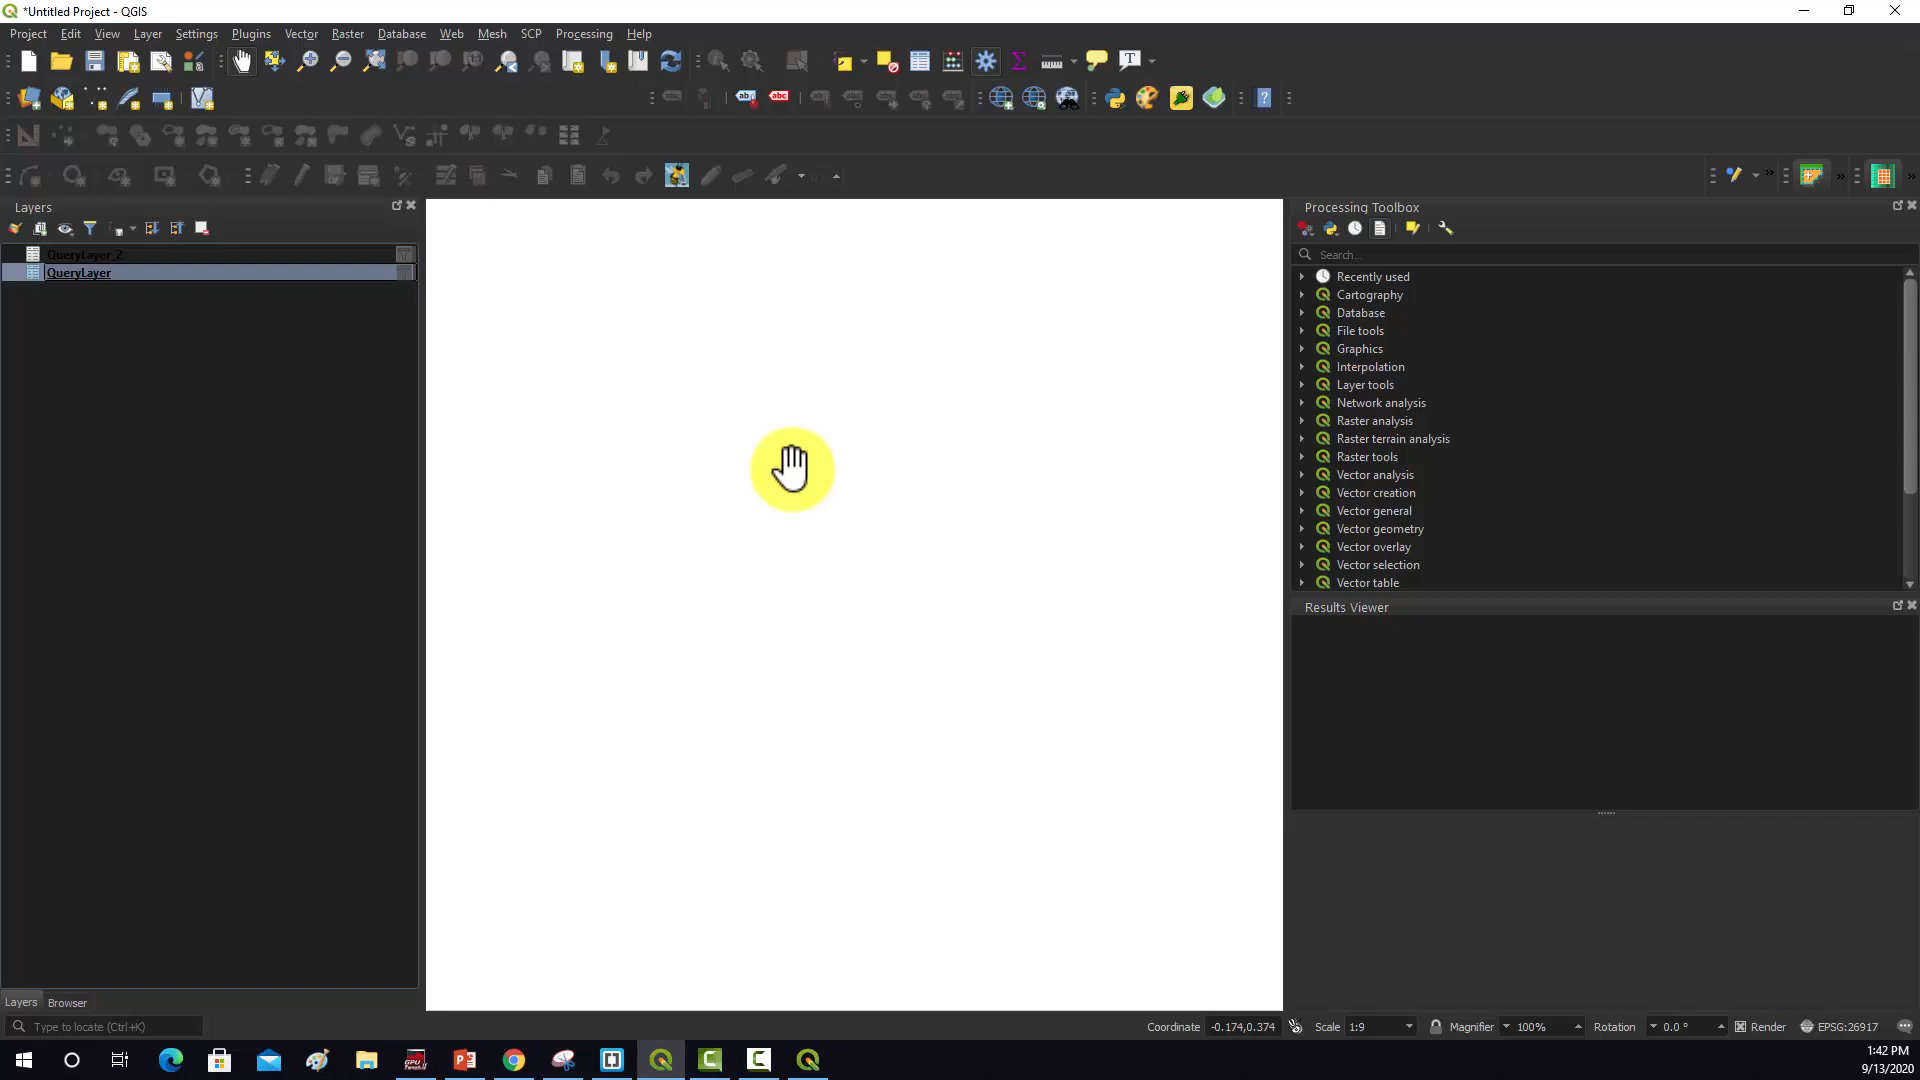 *Untitled Project - QGIS
Project Edit View Layer Settings Plugins Vector Raster Database Web Mesh SCP Processing Help
Layers
QueryLayer_2
QueryLayer
Layers Browser
Type to locate (Ctrl+K)
Processing Toolbox
Search...
Recently used
Cartography
Database
File tools
Graphics
Interpolation
Layer tools
Network analysis
Raster analysis
Raster terrain analysis
Raster tools
Vector analysis
Vector creation
Vector general
Vector geometry
Vector overlay
Vector selection
Vector table
Results Viewer
Coordinate -0.174,0.374 Scale 1:9 Magnifier 100% Rotation 0.0 ° Render EPSG:26917
1:42 PM
9/13/2020